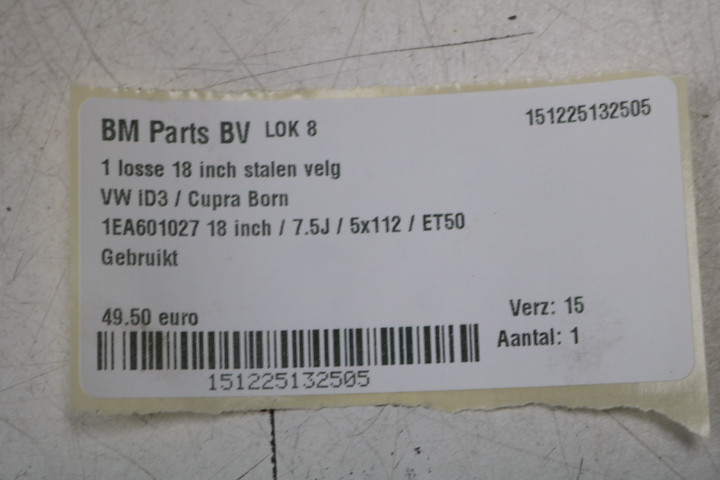 BM Parts BV LOK 8
151225132505
1 losse 18 inch stalen velg
VW iD3 / Cupra Born
1EA601027 18 inch / 7.5J / 5x112 / ET50
Gebruikt
49.50 euro
Verz: 15
Aantal: 1
151225132505